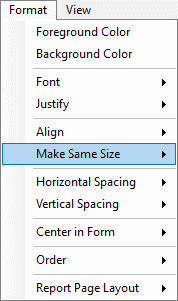 Format View
Foreground Color
Background Color
Font
Justify
Align
Make Same Size
Horizontal Spacing
Vertical Spacing
Center in Form
Order
Report Page Layout